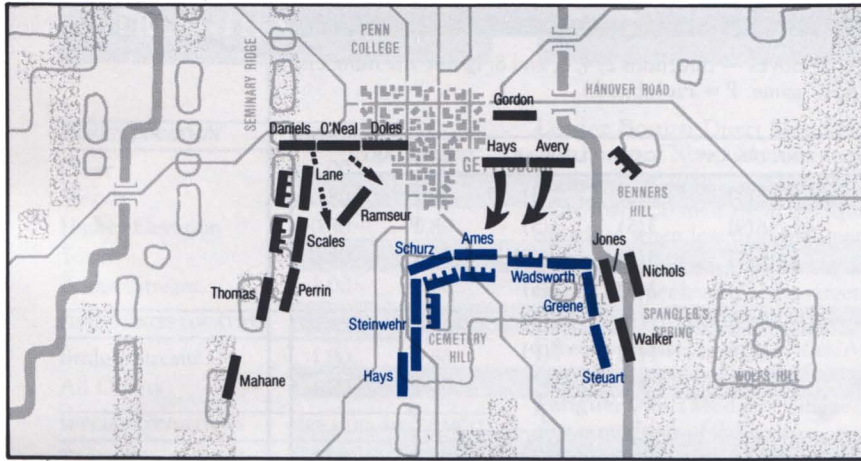 PENN
COLLEGE
SEMINARY RIDGE
HANOVER ROAD
Gordon
Daniels
O'Neal
Doles
Hays
Avery
Lane
BENNERS
HILL
Ramseur
Scales
Ames
Schurz
Jones
Wadsworth
Nichols
Thomas
Perrin
Greene
SPANGLER'S
SPRING
Steinwehr
CEMETERY
HILL
Walker
Mahane
Hays
Steuart
WOLFS HILL